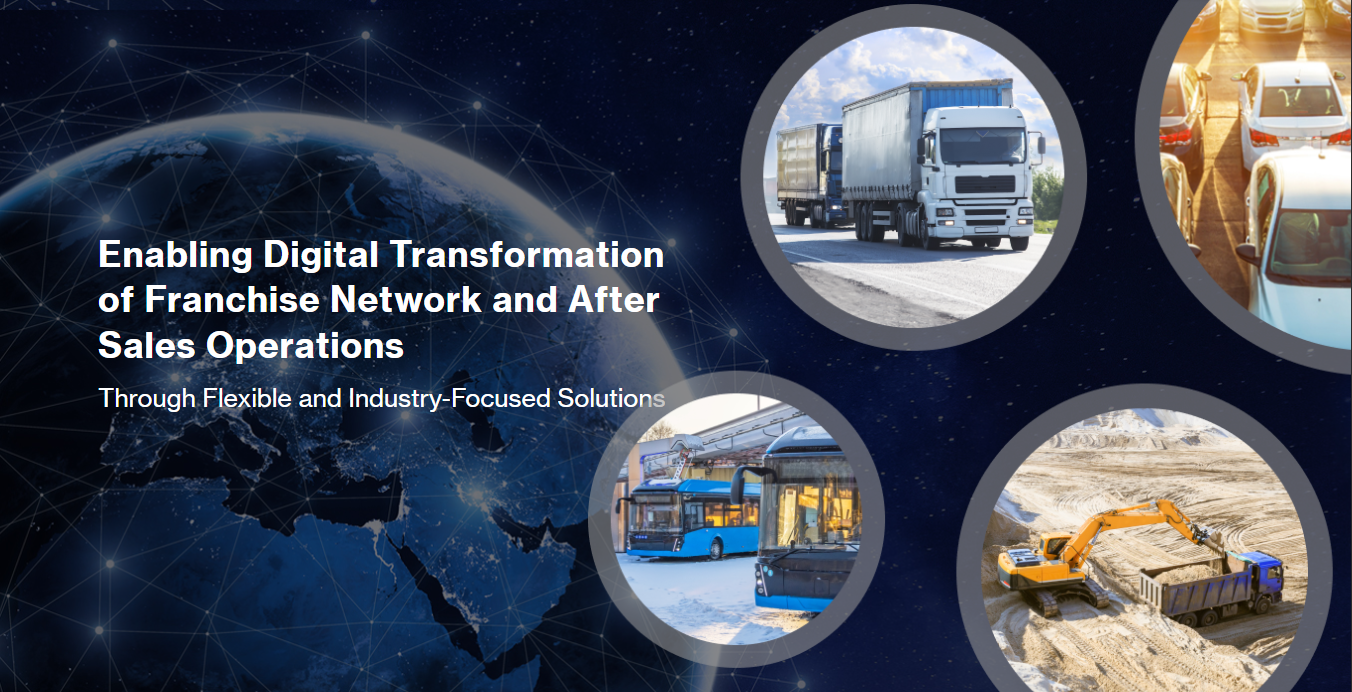 Enabling Digital Transformation
of Franchise Network and After
Sales Operations
Through Flexible and Industry-Focused Solutions